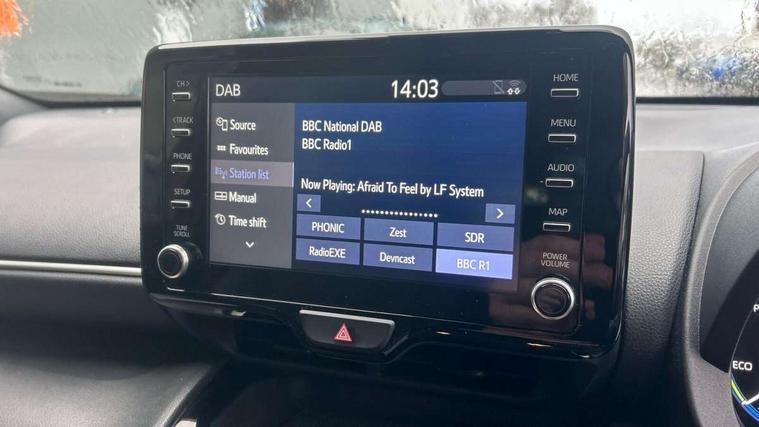 CH >
< TRACK
PHONE
SETUP
TUNE
SCROLL
DAB
14:03
Source
Favourites
Station list
Manual
Time shift
BBC National DAB
BBC Radio1
Now Playing: Afraid To Feel by LF System
PHONIC
Zest
SDR
RadioEXE
Devncast
BBC R1
HOME
MENU
AUDIO
MAP
POWER
VOLUME
P
ECO